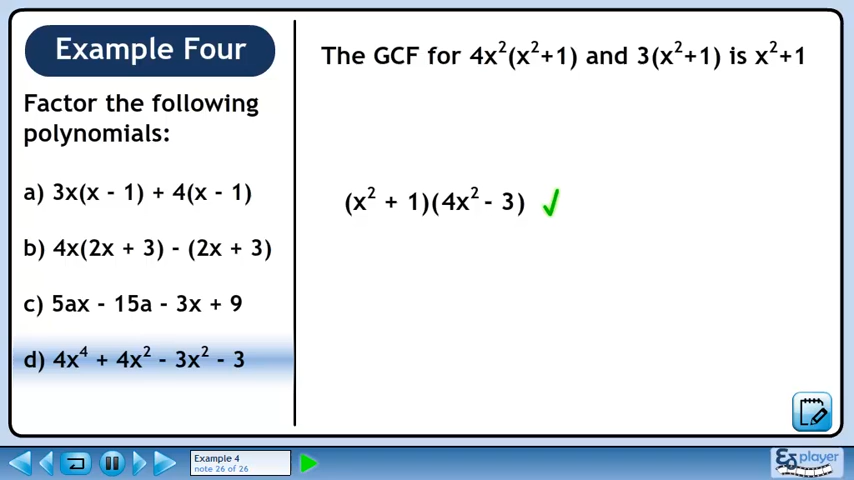 Example Four
Factor the following
polynomials:
a) 3x(x - 1) + 4(x - 1)
b) 4x(2x + 3) - (2x + 3)
c) 5ax - 15a - 3x + 9
d) 4x⁴ + 4x² - 3x² - 3
The GCF for 4x²(x²+1) and 3(x²+1) is x²+1
(x² + 1)(4x² - 3)
Example 4
note 26 of 26
player